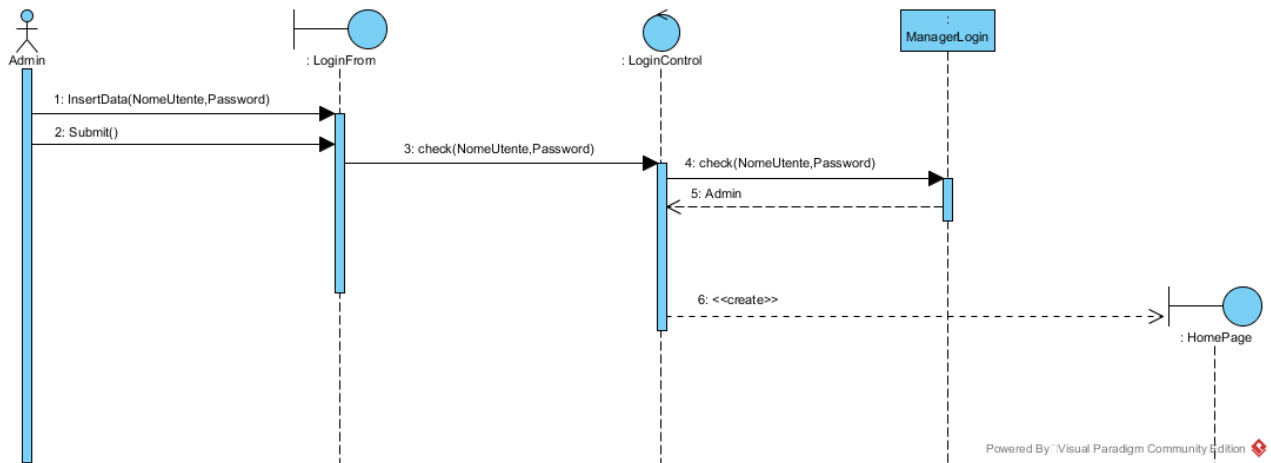 Admin
: LoginFrom
: LoginControl
:
ManagerLogin
1: InsertData(NomeUtente,Password)
2: Submit()
3: check(NomeUtente,Password)
4: check(NomeUtente,Password)
5: Admin
6: <<create>>
: HomePage
Powered By Visual Paradigm Community Edition